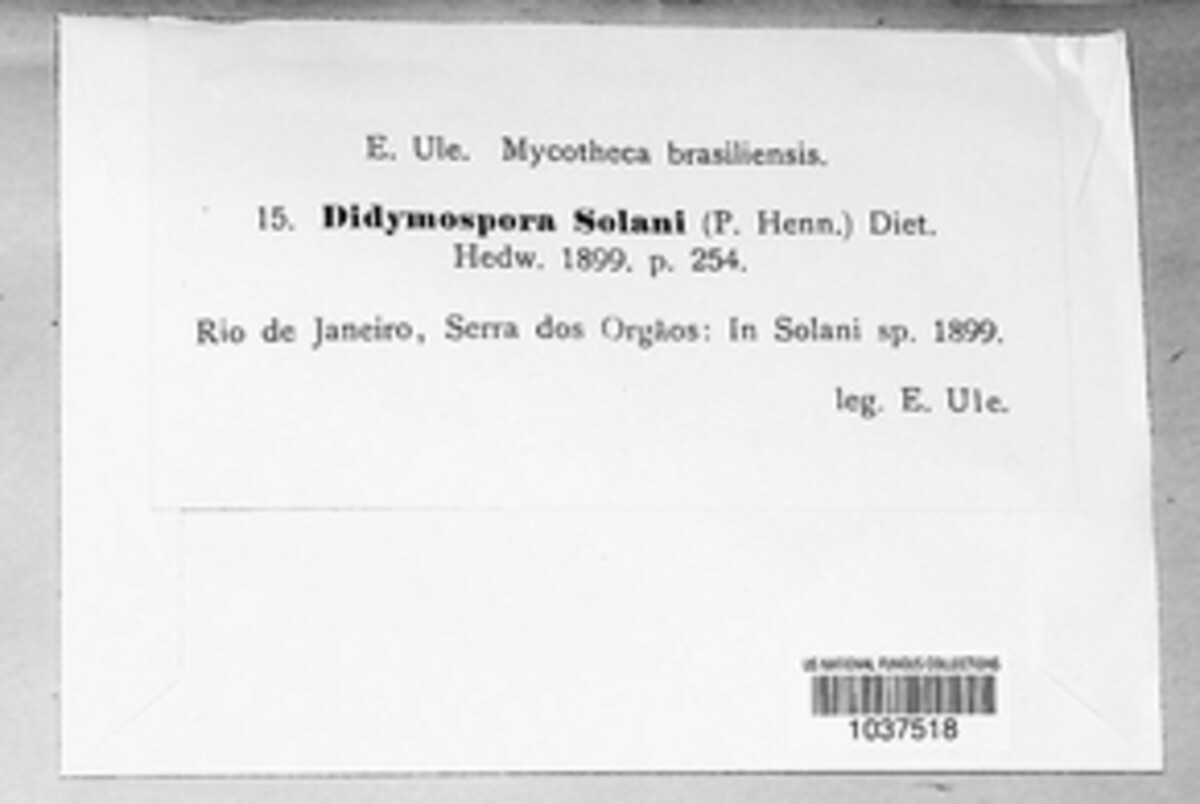 E. Ule. Mycotheca brasiliensis.
15. Didymospora Solani (P. Henn.) Diet.
Hedw. 1899. p. 254.
Rio de Janeiro, Serra dos Orgãos: In Solani sp. 1899.
leg. E. Ule.
US NATIONAL FUNGUS COLLECTIONS
1037518